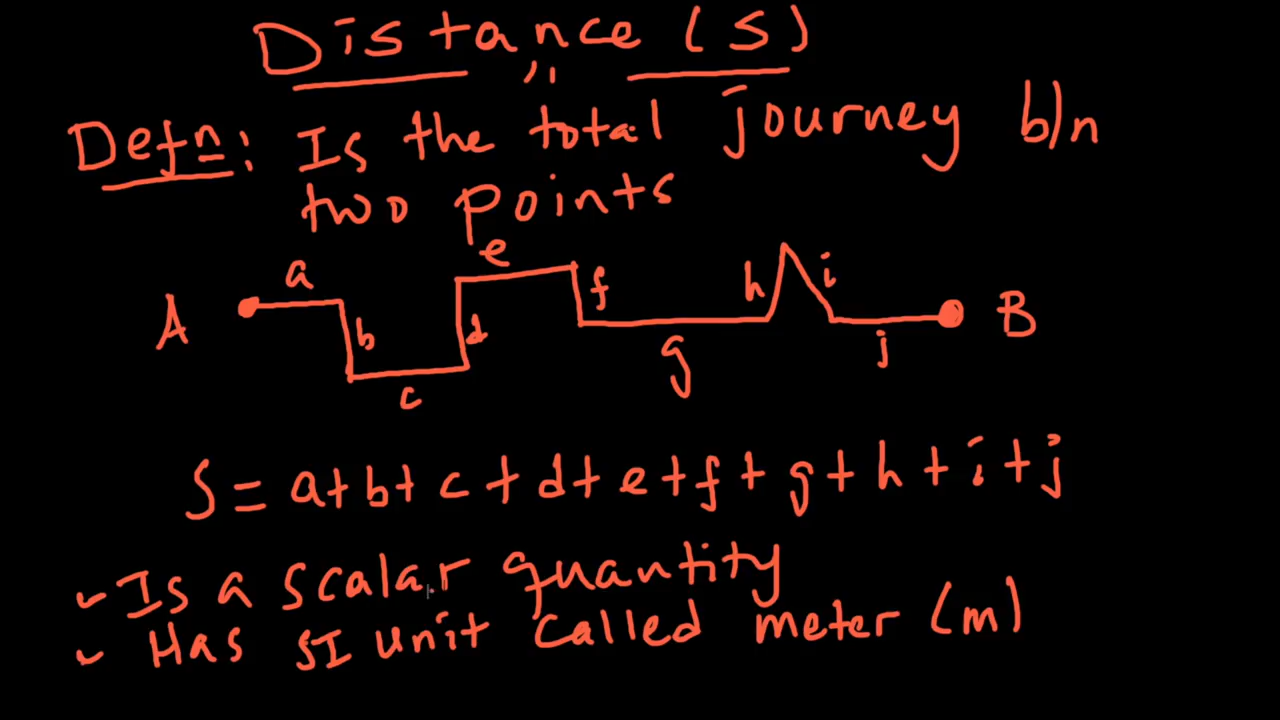 Distance (S)
Defn: Is the total journey b/n
two points
e
a
f
h
i
A
b
d
B
g
j
c
S = a+b+c+d+e+f+g+h+i+j
Is a scalar quantity
Has SI unit called meter (m)